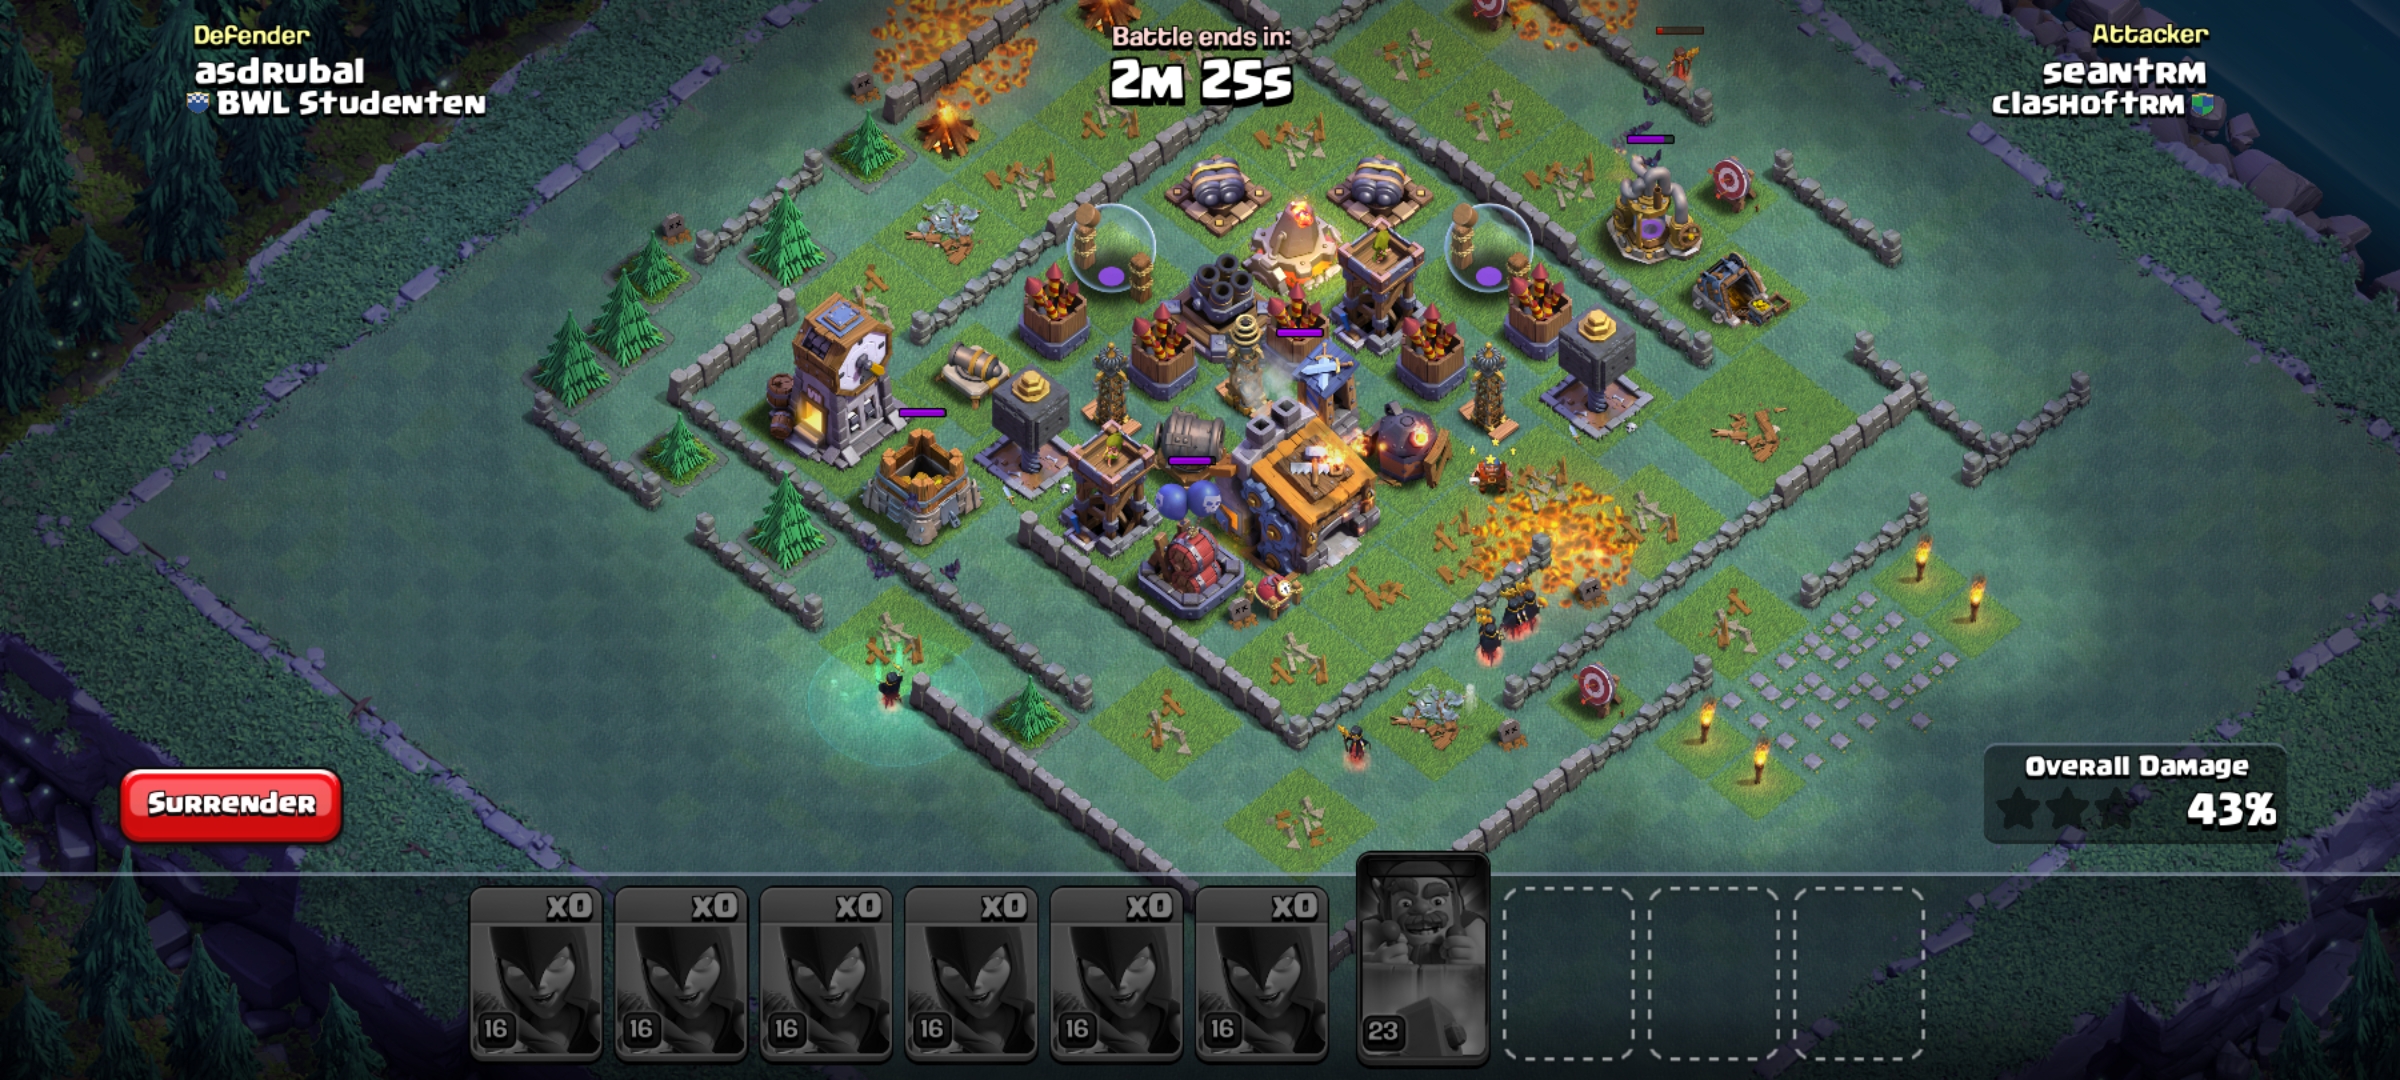 Defender
asdrubal
BWL Studenten
Battle ends in:
2m 25s
Attacker
seantrm
clashoftrm
Surrender
Overall Damage
43%
x0
x0
x0
x0
x0
x0
16
16
16
16
16
16
23